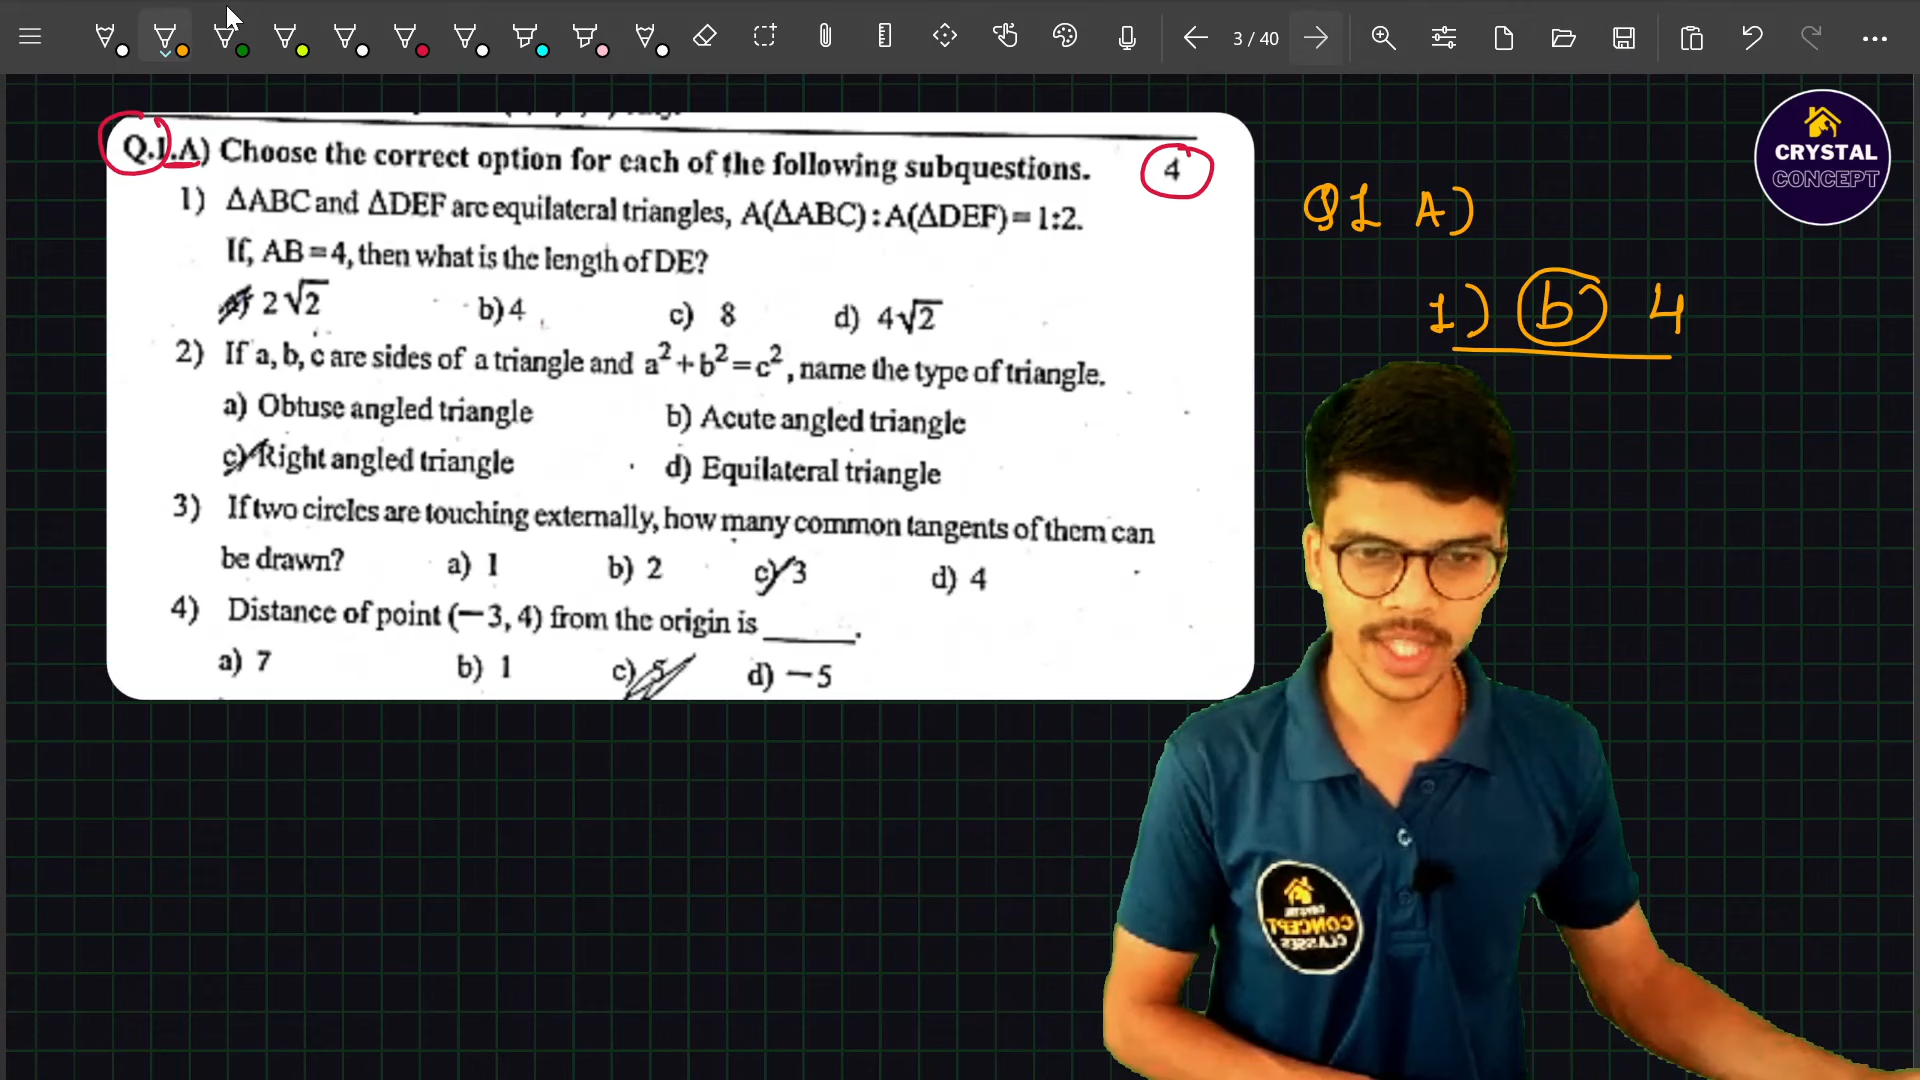 3 / 40
CRYSTAL
CONCEPT
Q.1.A) Choose the correct option for each of the following subquestions. 4
1) ΔABC and ΔDEF are equilateral triangles, A(ΔABC) : A(ΔDEF) = 1:2.
If, AB = 4, then what is the length of DE?
a) 2√2 b) 4 c) 8 d) 4√2
2) If a, b, c are sides of a triangle and a² + b² = c², name the type of triangle.
a) Obtuse angled triangle b) Acute angled triangle
c) Right angled triangle d) Equilateral triangle
3) If two circles are touching externally, how many common tangents of them can
be drawn? a) 1 b) 2 c) 3 d) 4
4) Distance of point (−3, 4) from the origin is ______.
a) 7 b) 1 c) 5 d) −5
Q1 A)
1) b 4
CRYSTAL
CONCEPT
CLASSES